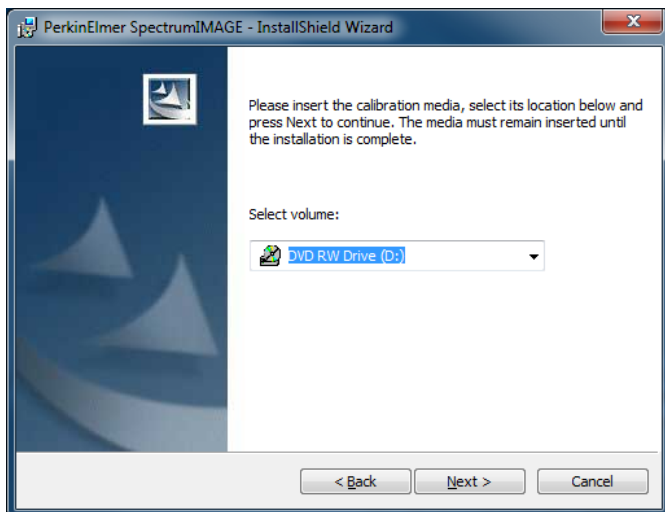 PerkinElmer SpectrumIMAGE - InstallShield Wizard
Please insert the calibration media, select its location below and
press Next to continue. The media must remain inserted until
the installation is complete.
Select volume:
DVD RW Drive (D:)
< Back
Next >
Cancel